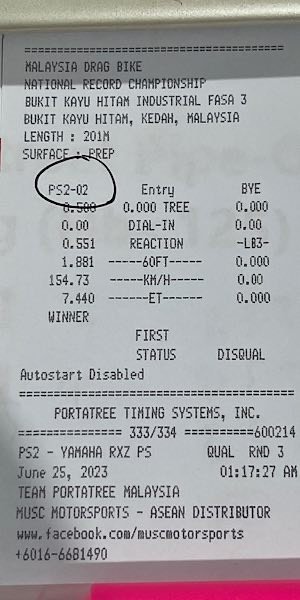 MALAYSIA DRAG BIKE
NATIONAL RECORD CHAMPIONSHIP
BUKIT KAYU HITAM INDUSTRIAL FASA 3
BUKIT KAYU HITAM, KEDAH, MALAYSIA
LENGTH : 201M
SURFACE : PREP
PS2-02 Entry BYE
0.500 0.000 TREE 0.000
0.00 DIAL-IN 0.00
0.551 REACTION -LB3-
1.881 -----60FT----- 0.000
154.73 -----KM/H----- 0.00
7.440 ------ET------ 0.000
WINNER
FIRST
STATUS DISQUAL
Autostart Disabled
PORTATREE TIMING SYSTEMS, INC.
============= 333/334 ==========600214
PS2 - YAMAHA RXZ PS QUAL RND 3
June 25, 2023 01:17:27 AM
TEAM PORTATREE MALAYSIA
MUSC MOTORSPORTS - ASEAN DISTRIBUTOR
www.facebook.com/muscmotorsports
+6016-6681490